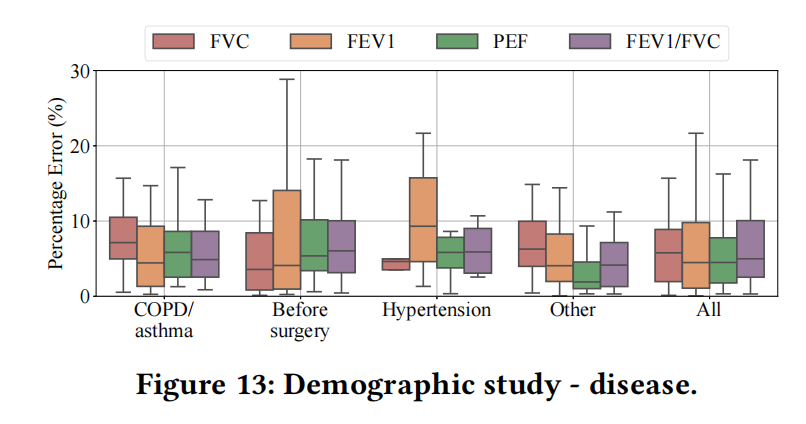 FVC FEV1 PEF FEV1/FVC
Percentage Error (%)
30
20
10
0
COPD/
asthma
Before
surgery
Hypertension
Other
All
Figure 13: Demographic study - disease.